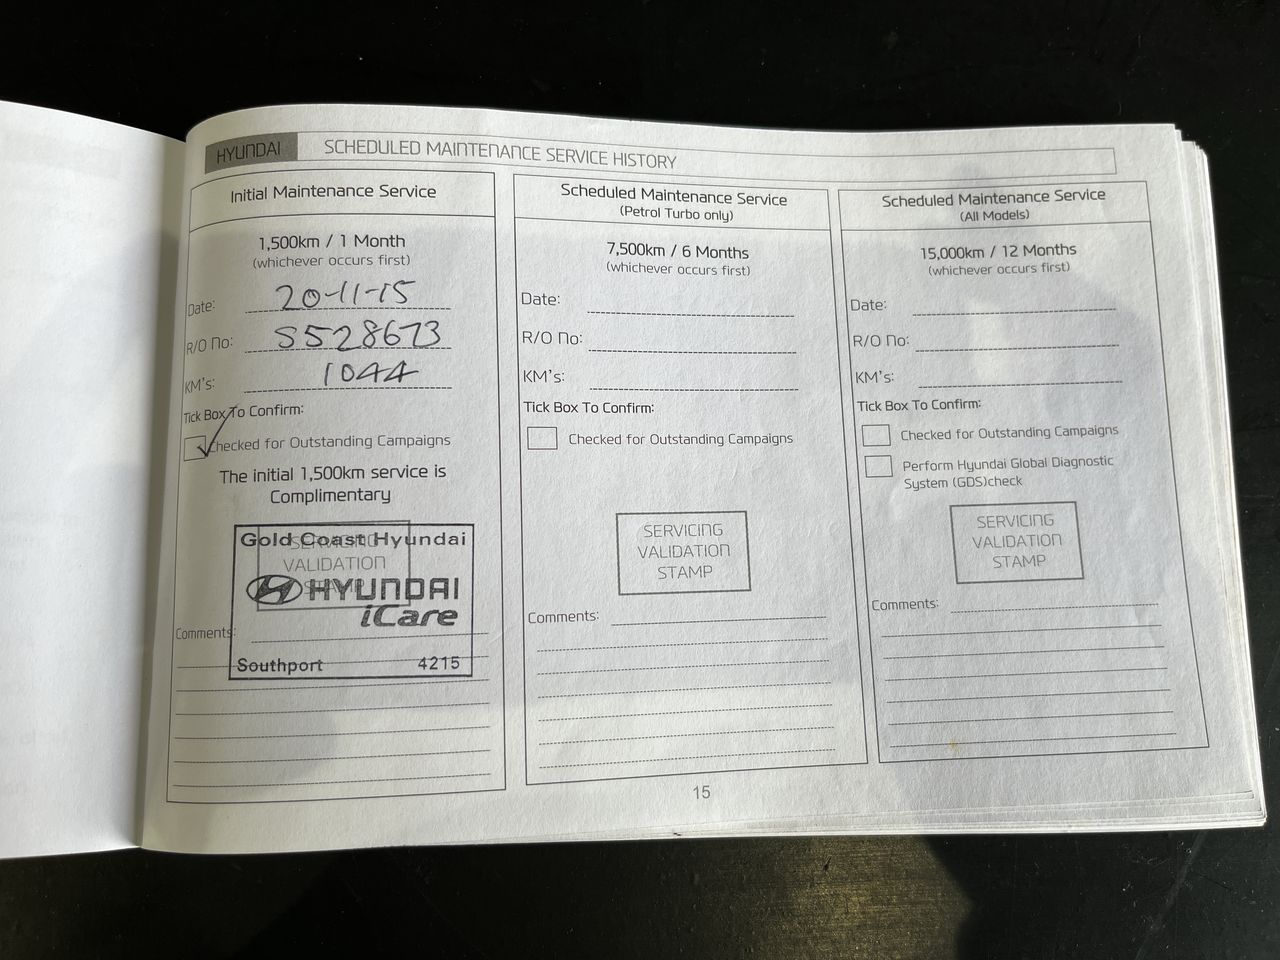 HYUNDAI SCHEDULED MAINTENANCE SERVICE HISTORY
Initial Maintenance Service
1,500km / 1 Month
(whichever occurs first)
Date: 20-11-15
R/O No: S528673
KM's: 1044
Tick Box To Confirm:
Checked for Outstanding Campaigns
The initial 1,500km service is
Complimentary
Gold Coast Hyundai
SERVICING
VALIDATION
STAMP
HYUNDAI
iCare
Comments:
Southport 4215
Scheduled Maintenance Service
(Petrol Turbo only)
7,500km / 6 Months
(whichever occurs first)
Date:
R/O No:
KM's:
Tick Box To Confirm:
Checked for Outstanding Campaigns
SERVICING
VALIDATION
STAMP
Comments:
Scheduled Maintenance Service
(All Models)
15,000km / 12 Months
(whichever occurs first)
Date:
R/O No:
KM's:
Tick Box To Confirm:
Checked for Outstanding Campaigns
Perform Hyundai Global Diagnostic
System (GDS)check
SERVICING
VALIDATION
STAMP
Comments:
15